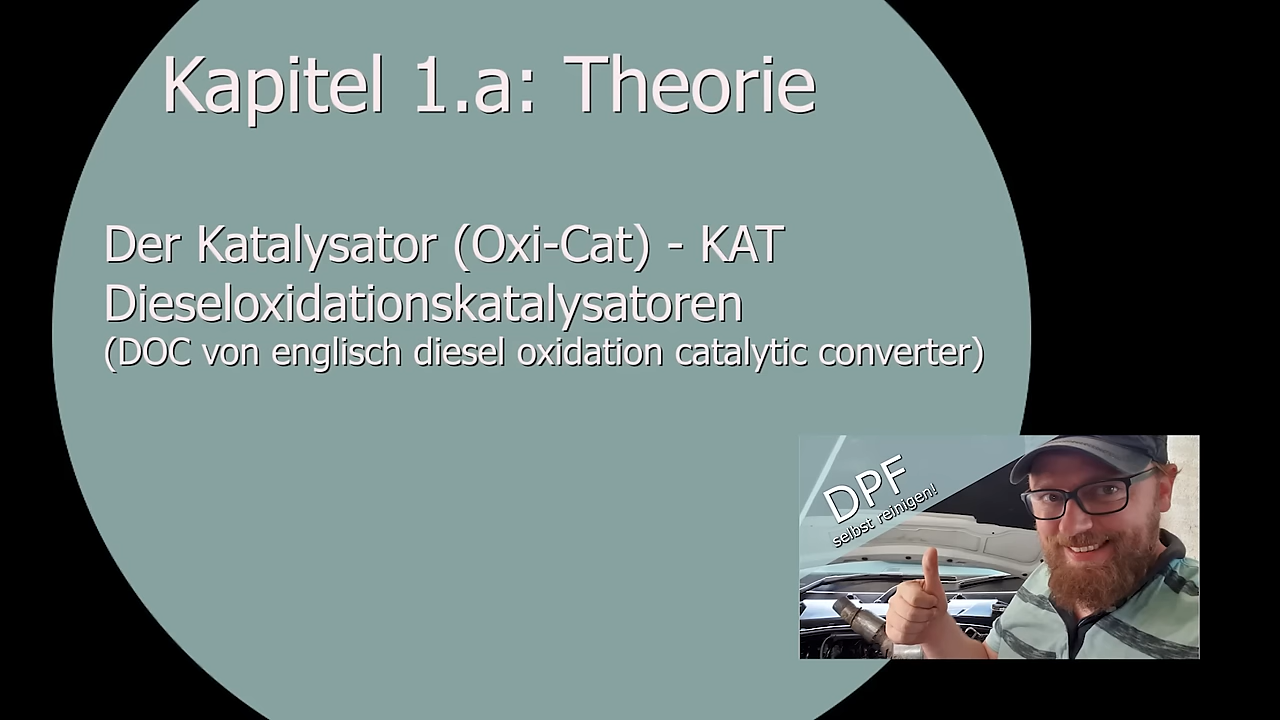 Kapitel 1.a: Theorie
Der Katalysator (Oxi-Cat) - KAT
Dieseloxidationskatalysatoren
(DOC von englisch diesel oxidation catalytic converter)
DPF
selbst reinigen!